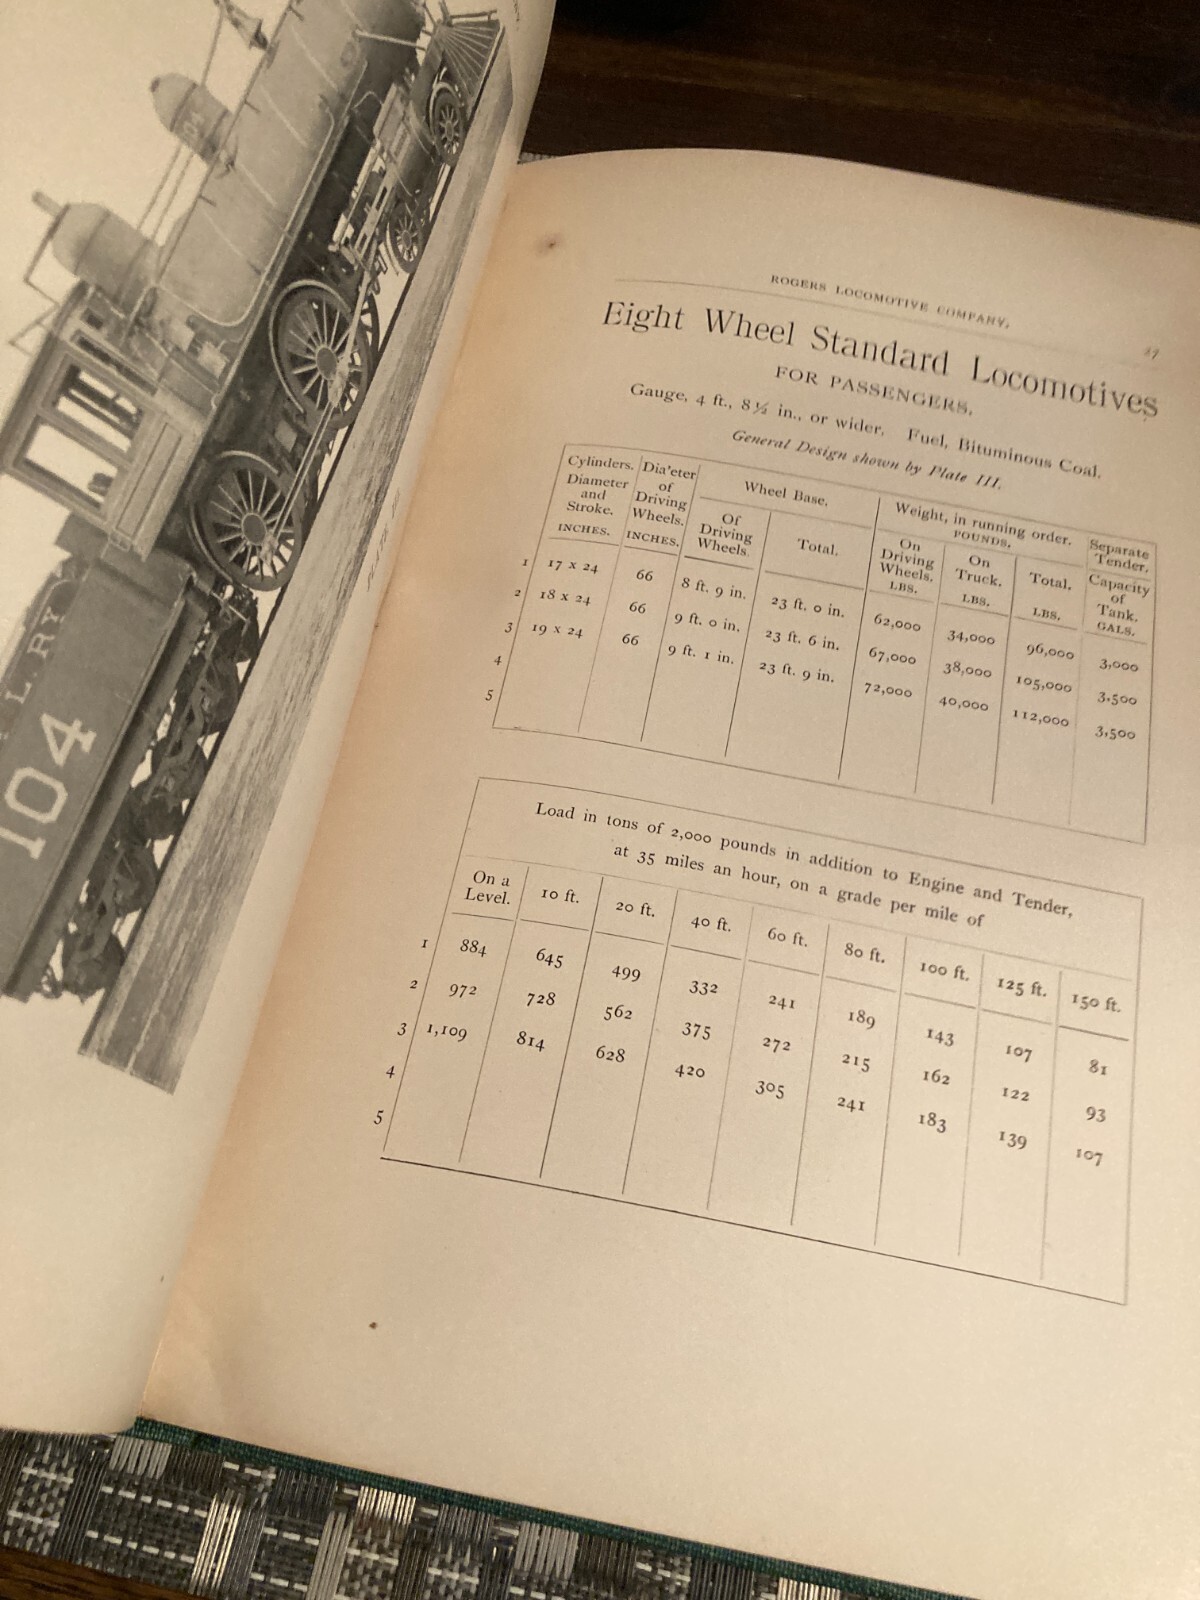 104
L. RY
104
ROGERS LOCOMOTIVE COMPANY.
27
Eight Wheel Standard Locomotives
FOR PASSENGERS.
Gauge, 4 ft., 8½ in., or wider. Fuel, Bituminous Coal.
General Design shown by Plate III.
Cylinders. Dia'eter of Driving Wheels. Wheel Base. Weight, in running order. POUNDS. Separate Tender.
Diameter and Stroke. Of Driving Wheels. Total. On Driving Wheels. On Truck. Total. Capacity of Tank.
INCHES. INCHES. LBS. LBS. LBS. GALS.
1 17 x 24 66 8 ft. 9 in. 23 ft. 0 in. 62,000 34,000 96,000 3,000
2 18 x 24 66 9 ft. 0 in. 23 ft. 6 in. 67,000 38,000 105,000 3,500
3 19 x 24 66 9 ft. 1 in. 23 ft. 9 in. 72,000 40,000 112,000 3,500
4
5
Load in tons of 2,000 pounds in addition to Engine and Tender,
at 35 miles an hour, on a grade per mile of
On a Level. 10 ft. 20 ft. 40 ft. 60 ft. 80 ft. 100 ft. 125 ft. 150 ft.
1 884 645 499 332 241 189 143 107 81
2 972 728 562 375 272 215 162 122 93
3 1,109 814 628 420 305 241 183 139 107
4
5